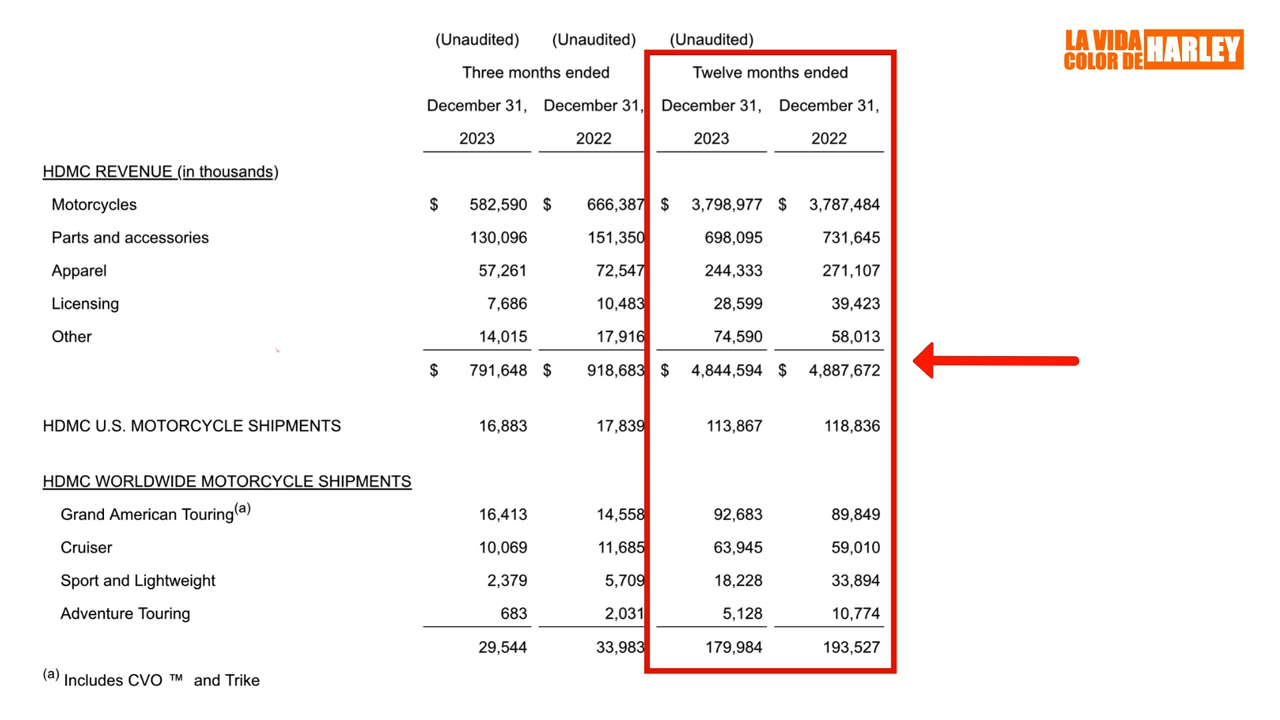 (Unaudited) (Unaudited) (Unaudited)
LA VIDA COLOR DE HARLEY
Three months ended Twelve months ended
December 31, December 31, December 31, December 31,
2023 2022 2023 2022
HDMC REVENUE (in thousands)
Motorcycles $ 582,590 $ 666,387 $ 3,798,977 $ 3,787,484
Parts and accessories 130,096 151,350 698,095 731,645
Apparel 57,261 72,547 244,333 271,107
Licensing 7,686 10,483 28,599 39,423
Other 14,015 17,916 74,590 58,013
$ 791,648 $ 918,683 $ 4,844,594 $ 4,887,672
HDMC U.S. MOTORCYCLE SHIPMENTS 16,883 17,839 113,867 118,836
HDMC WORLDWIDE MOTORCYCLE SHIPMENTS
Grand American Touring(a) 16,413 14,558 92,683 89,849
Cruiser 10,069 11,685 63,945 59,010
Sport and Lightweight 2,379 5,709 18,228 33,894
Adventure Touring 683 2,031 5,128 10,774
29,544 33,983 179,984 193,527
(a) Includes CVO ™ and Trike